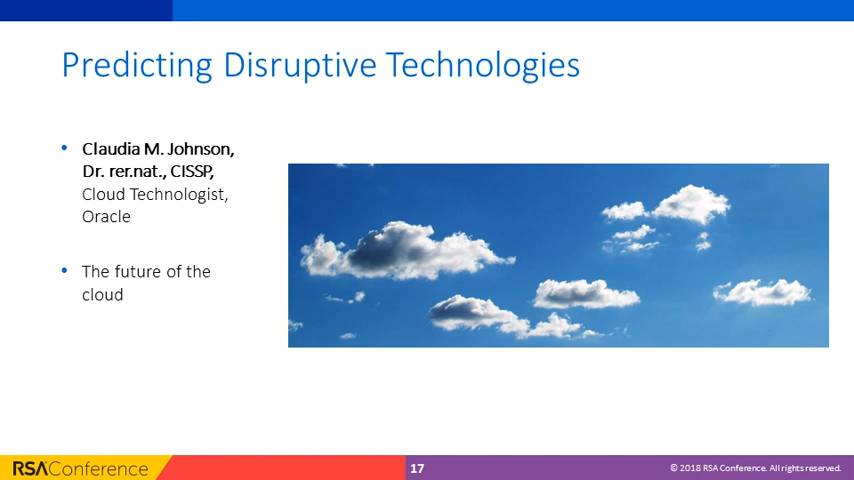 Predicting Disruptive Technologies
• Claudia M. Johnson,
Dr. rer.nat., CISSP,
Cloud Technologist,
Oracle
• The future of the
cloud
RSAConference
17
© 2018 RSA Conference. All rights reserved.